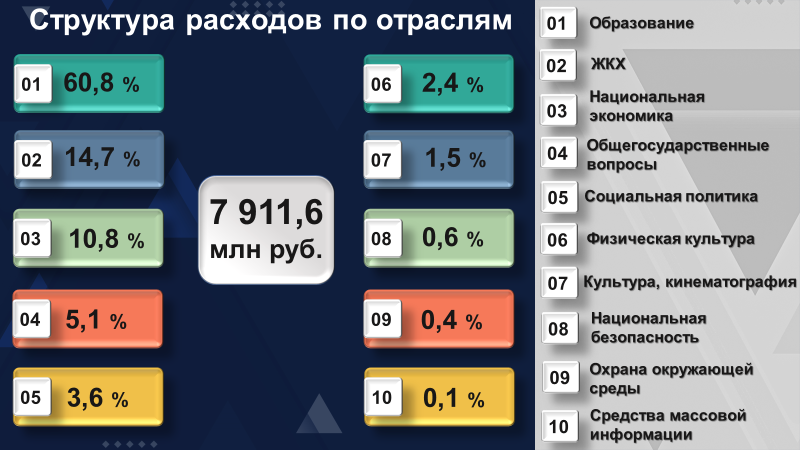 Структура расходов по отраслям
01 60,8 %
02 14,7 %
03 10,8 %
04 5,1 %
05 3,6 %
7 911,6
млн руб.
06 2,4 %
07 1,5 %
08 0,6 %
09 0,4 %
10 0,1 %
01 Образование
02 ЖКХ
03 Национальная
экономика
04 Общегосударственные
вопросы
05 Социальная политика
06 Физическая культура
07 Культура, кинематография
08 Национальная
безопасность
09 Охрана окружающей
среды
10 Средства массовой
информации